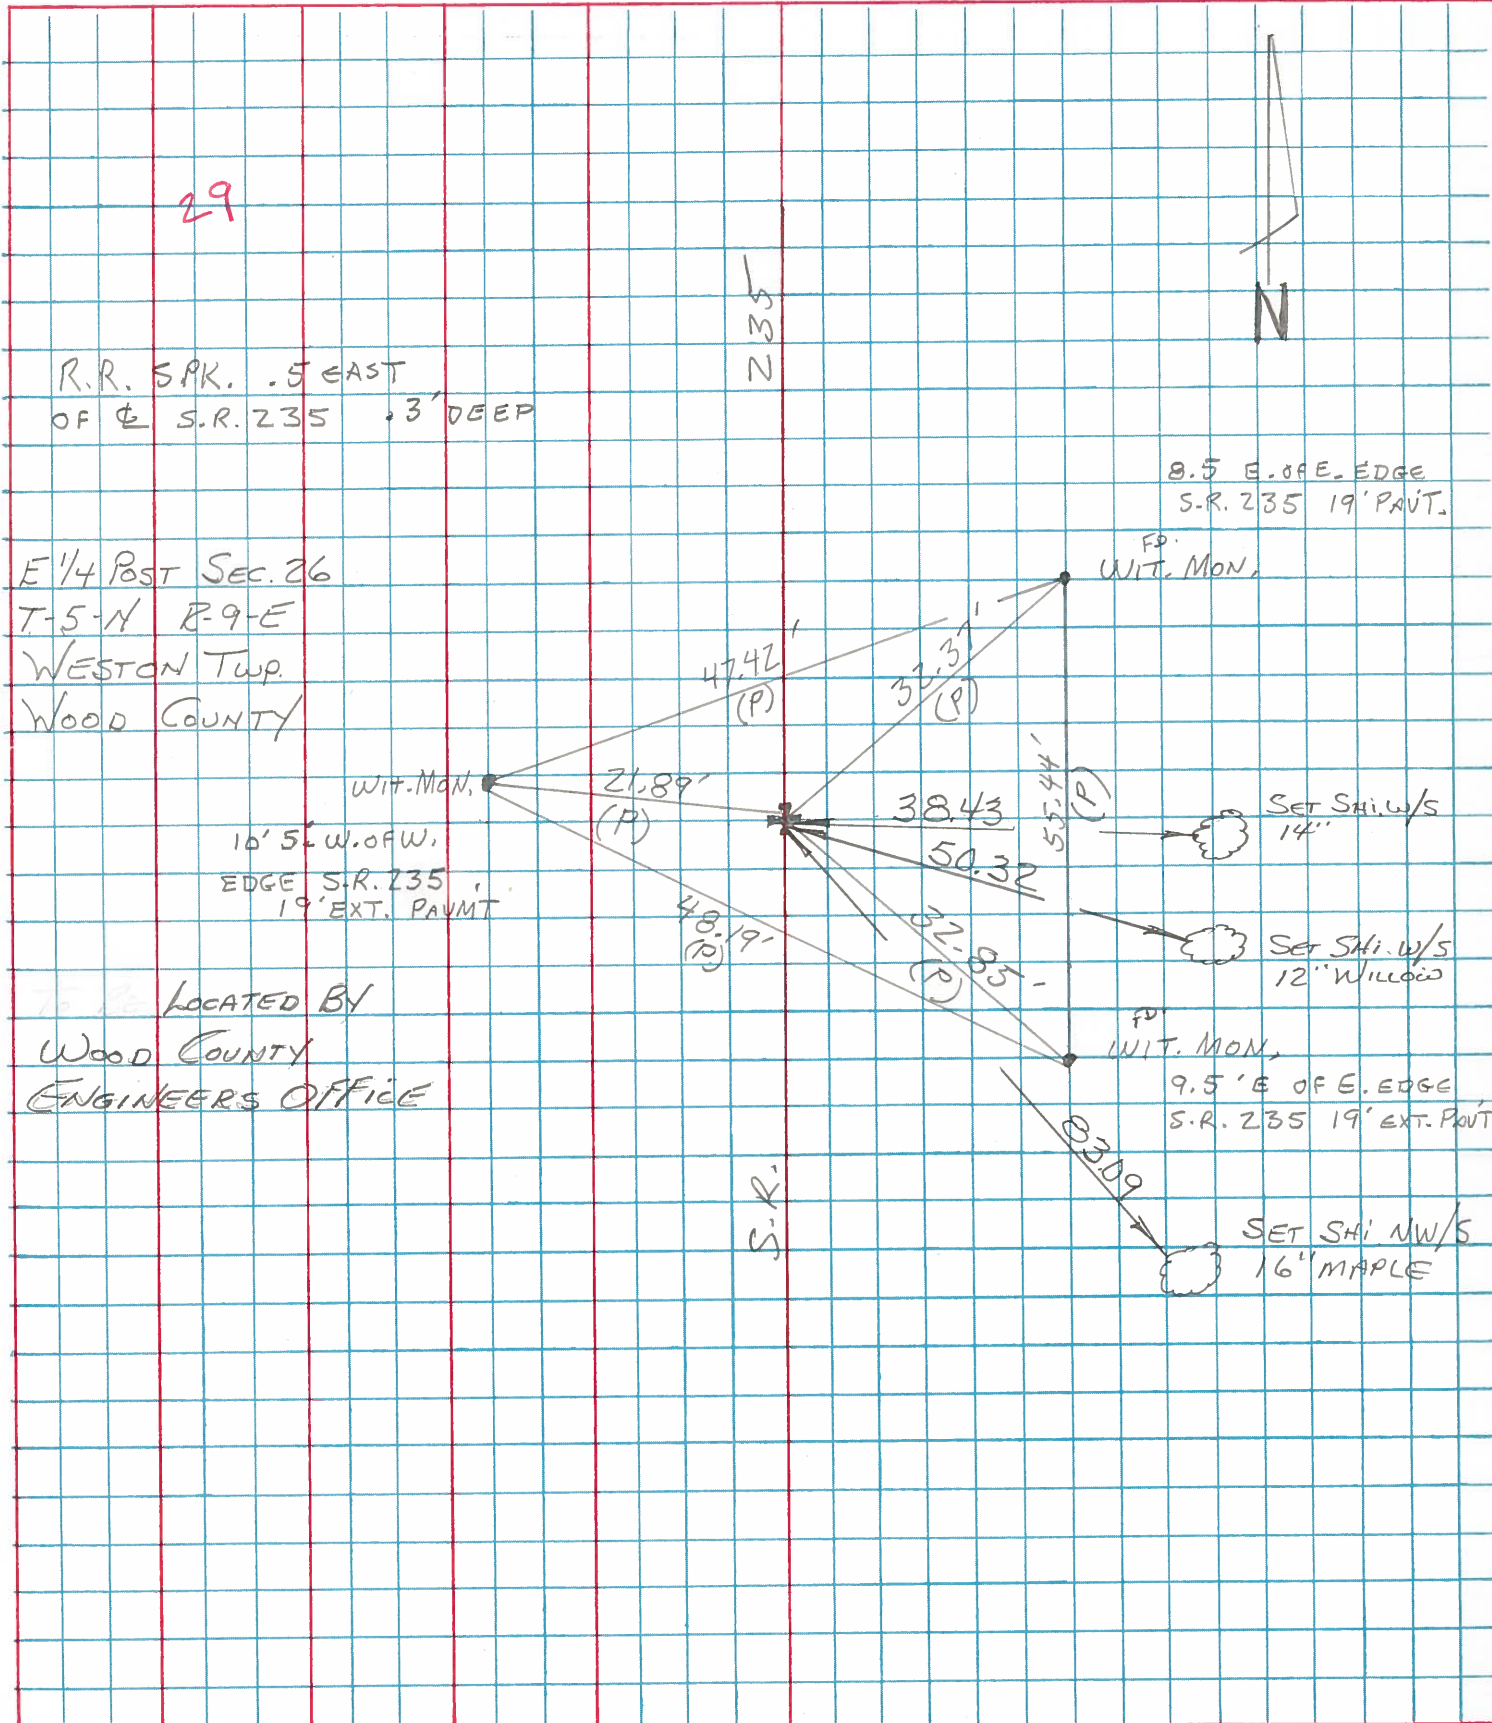 29
N
235
R.R. SPK. .5 EAST
OF ℄ S.R. 235 .3' DEEP
8.5 E. OF E. EDGE
S.R. 235 19' PAVT.
E 1/4 POST SEC. 26
T-5-N R-9-E
WESTON TWP.
WOOD COUNTY
FD.
WIT. MON.
47.42'
(P)
32.37'
(P)
WIT. MON.
21.89'
(P)
55.44'
(P)
38.43
SET SHI. W/S
14"
10' 5" W. OF W.
EDGE S.R. 235
19' EXT. PAVMT
50.32
48.19'
(P)
32.85'
(P)
SET SHI. W/S
12" WILLOW
LOCATED BY
WOOD COUNTY
ENGINEERS OFFICE
FD.
WIT. MON.
9.5' E OF E. EDGE
S.R. 235 19' EXT. PAVT
83.09
S.R.
SET SHI. NW/S
16" MAPLE